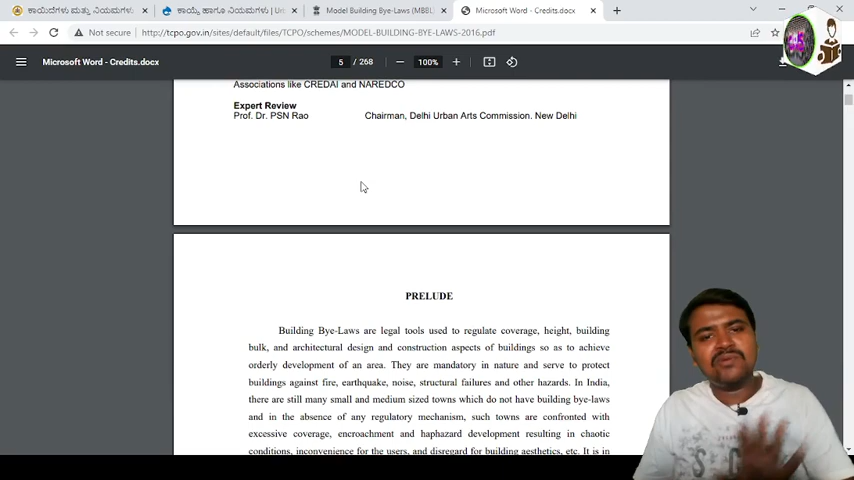 ಕಾಯಿದೆಗಳು ಮತ್ತು ನಿಯಮಗಳು
ಕಾಯ್ದೆ ಹಾಗೂ ನಿಯಮಗಳು | Ur
Model Building Bye-Laws (MBBL
Microsoft Word - Credits.docx
Not secure
http://tcpo.gov.in/sites/default/files/TCPO/schemes/MODEL-BUILDING-BYE-LAWS-2016.pdf
Microsoft Word - Credits.docx
5 / 268
100%
Associations like CREDAI and NAREDCO
Expert Review
Prof. Dr. PSN Rao Chairman, Delhi Urban Arts Commission. New Delhi
PRELUDE
Building Bye-Laws are legal tools used to regulate coverage, height, building
bulk, and architectural design and construction aspects of buildings so as to achieve
orderly development of an area. They are mandatory in nature and serve to protect
buildings against fire, earthquake, noise, structural failures and other hazards. In India,
there are still many small and medium sized towns which do not have building bye-laws
and in the absence of any regulatory mechanism, such towns are confronted with
excessive coverage, encroachment and haphazard development resulting in chaotic
conditions, inconvenience for the users, and disregard for building aesthetics, etc. It is in